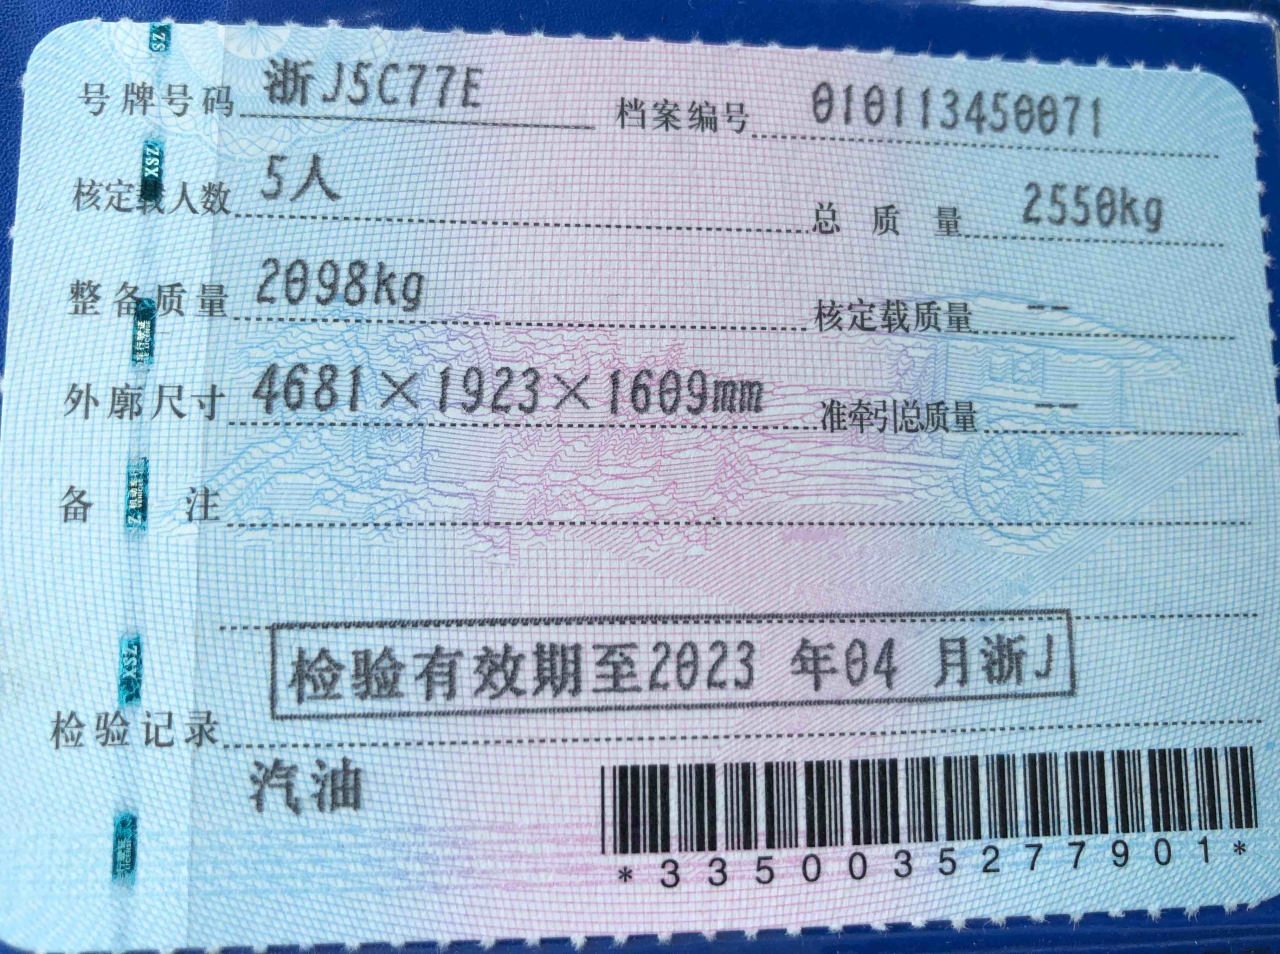 号牌号码 浙J5C77E 档案编号 010113450071
核定载人数 5人 总质量 2550kg
整备质量 2098kg 核定载质量 --
外廓尺寸 4681×1923×1609mm 准牵引总质量 --
备注
检验有效期至2023 年04 月浙J
检验记录
汽油
*3350035277901*